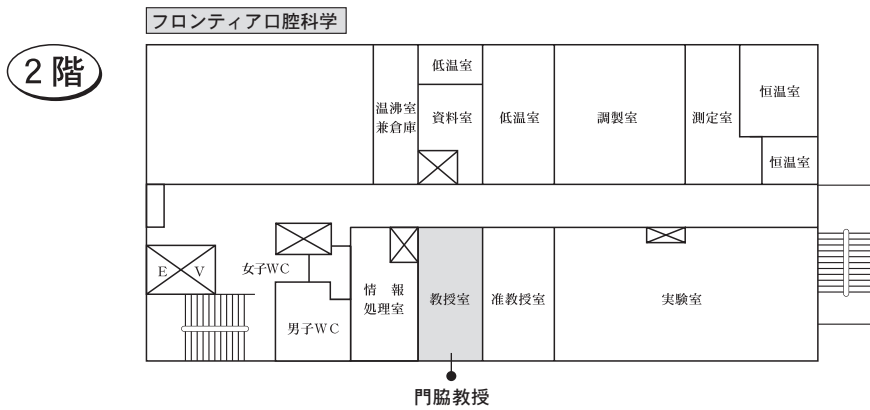 フロンティア口腔科学
2階
低温室
温沸室
兼倉庫
資料室
低温室
調製室
測定室
恒温室
恒温室
E V
女子WC
男子WC
情 報
処理室
教授室
准教授室
実験室
門脇教授